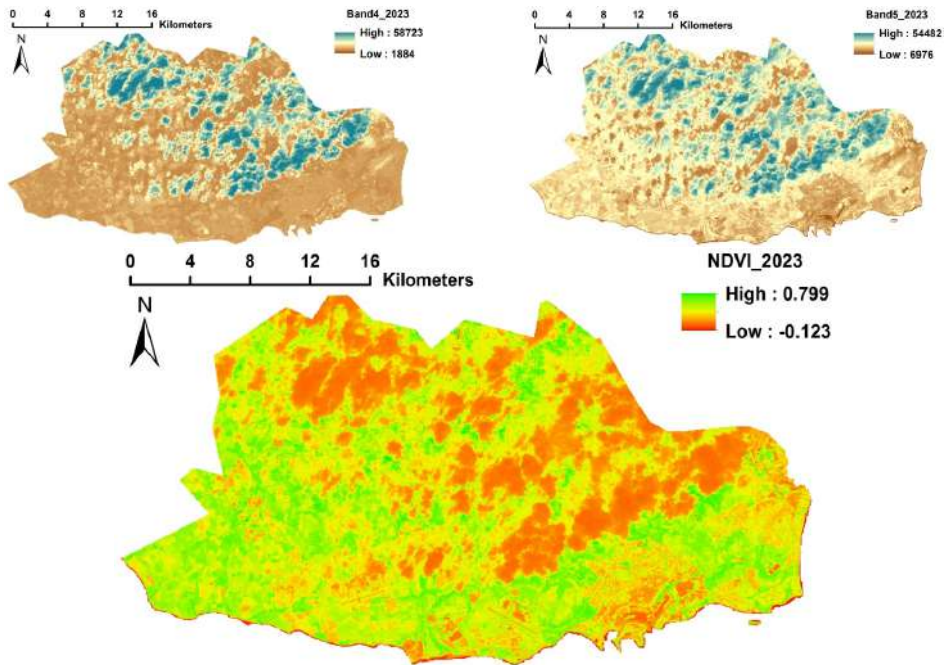 0 4 8 12 16
Kilometers
N
Band4_2023
High : 58723
Low : 1884
0 4 8 12 16
Kilometers
N
Band5_2023
High : 54482
Low : 6976
0 4 8 12 16
Kilometers
N
NDVI_2023
High : 0.799
Low : -0.123